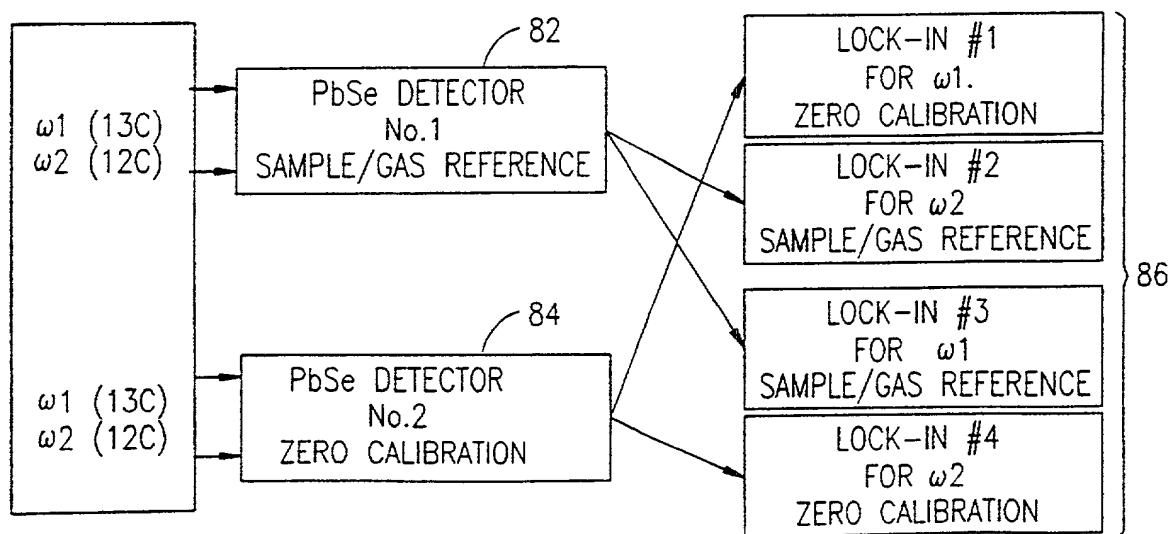 ω1 (13C)
ω2 (12C)
ω1 (13C)
ω2 (12C)
82
PbSe DETECTOR
No.1
SAMPLE/GAS REFERENCE
84
PbSe DETECTOR
No.2
ZERO CALIBRATION
LOCK-IN #1
FOR ω1.
ZERO CALIBRATION
LOCK-IN #2
FOR ω2
SAMPLE/GAS REFERENCE
LOCK-IN #3
FOR ω1
SAMPLE/GAS REFERENCE
LOCK-IN #4
FOR ω2
ZERO CALIBRATION
86